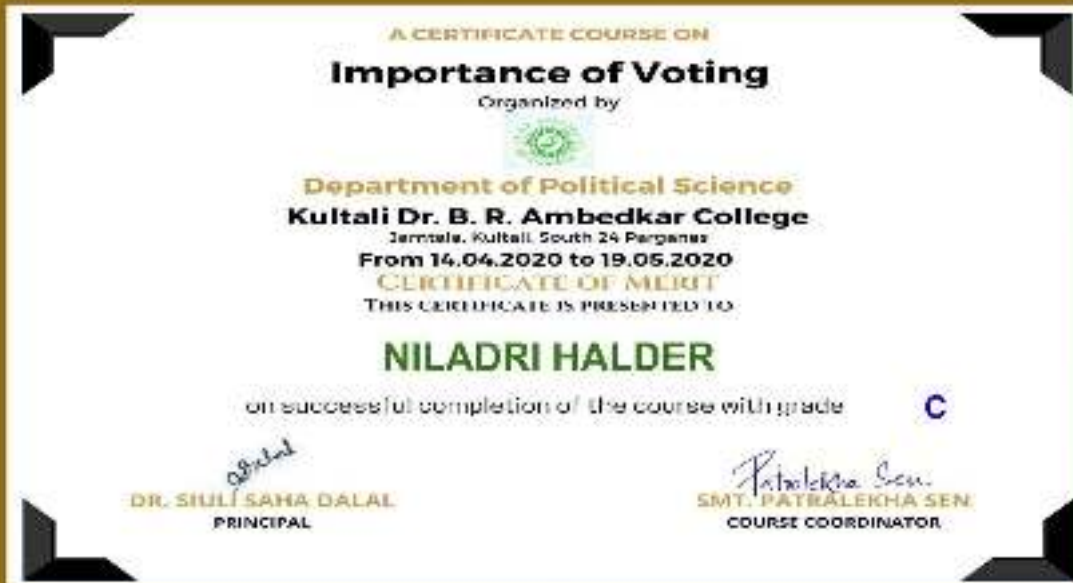 A CERTIFICATE COURSE ON
Importance of Voting
Organized by
Department of Political Science
Kultali Dr. B. R. Ambedkar College
Jamtala, Kultali, South 24 Parganas
From 14.04.2020 to 19.05.2020
CERTIFICATE OF MERIT
THIS CERTIFICATE IS PRESENTED TO
NILADRI HALDER
on successful completion of the course with grade C
Patralekha Sen.
DR. SIULI SAHA DALAL SMT. PATRALEKHA SEN
PRINCIPAL COURSE COORDINATOR